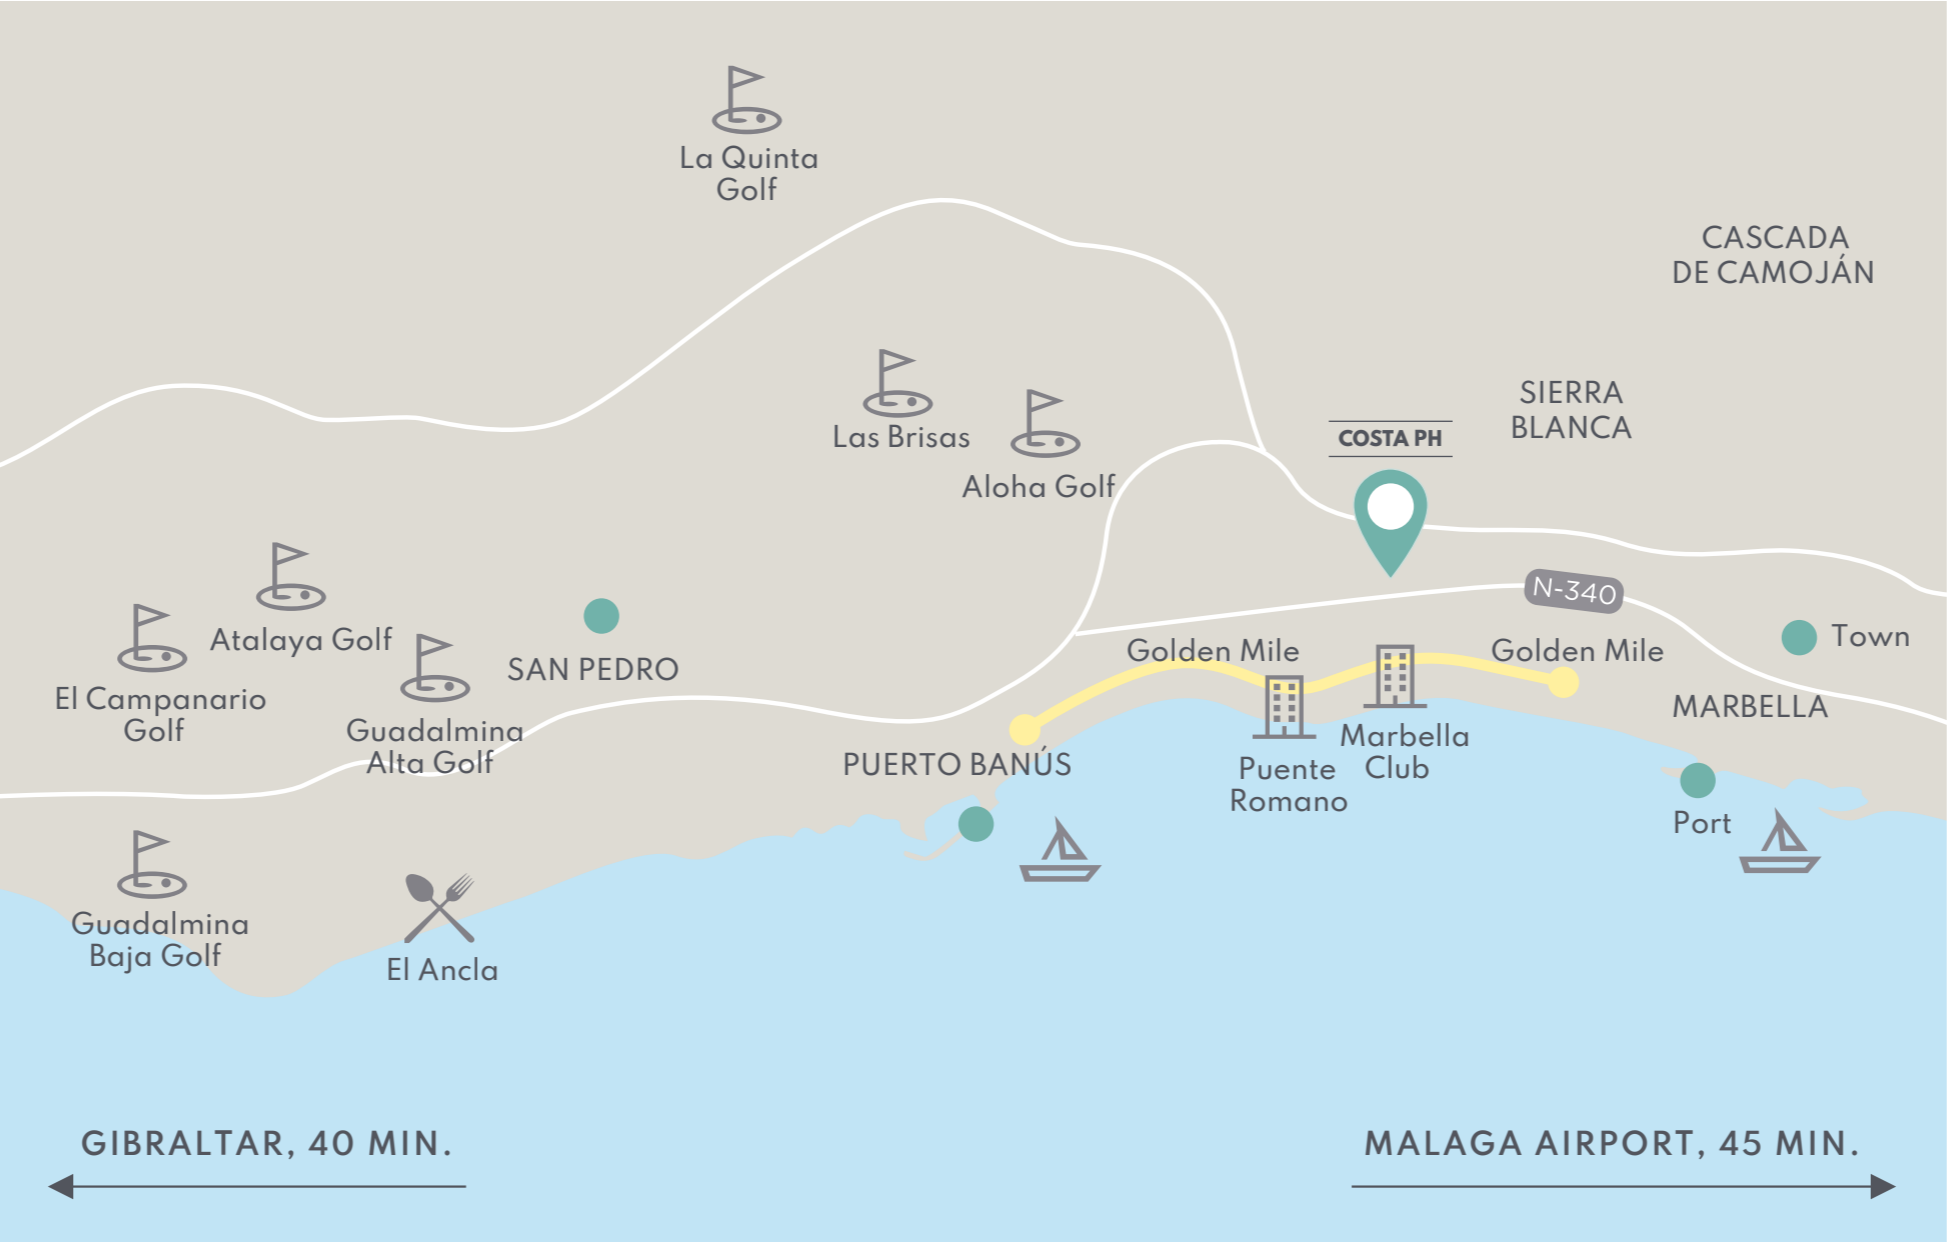 La Quinta
Golf
CASCADA
DE CAMOJÁN
Las Brisas
Aloha Golf
SIERRA
BLANCA
COSTA PH
N-340
Atalaya Golf
El Campanario
Golf
Guadalmina
Alta Golf
SAN PEDRO
Golden Mile
Golden Mile
Town
MARBELLA
PUERTO BANÚS
Puente
Romano
Marbella
Club
Port
Guadalmina
Baja Golf
El Ancla
GIBRALTAR, 40 MIN.
MALAGA AIRPORT, 45 MIN.